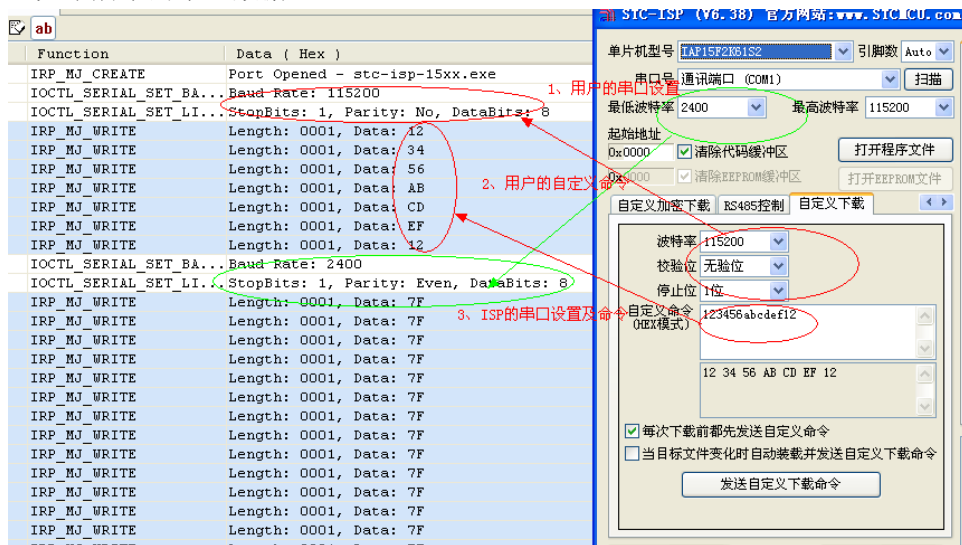 ab
Function Data ( Hex )
IRP_MJ_CREATE Port Opened - stc-isp-15xx.exe
IOCTL_SERIAL_SET_BA...Baud Rate: 115200
IOCTL_SERIAL_SET_LI...StopBits: 1, Parity: No, DataBits: 8
IRP_MJ_WRITE Length: 0001, Data: 12
IRP_MJ_WRITE Length: 0001, Data: 34
IRP_MJ_WRITE Length: 0001, Data: 56
IRP_MJ_WRITE Length: 0001, Data: AB
IRP_MJ_WRITE Length: 0001, Data: CD
IRP_MJ_WRITE Length: 0001, Data: EF
IRP_MJ_WRITE Length: 0001, Data: 12
IOCTL_SERIAL_SET_BA...Baud Rate: 2400
IOCTL_SERIAL_SET_LI...StopBits: 1, Parity: Even, DataBits: 8
IRP_MJ_WRITE Length: 0001, Data: 7F
IRP_MJ_WRITE Length: 0001, Data: 7F
IRP_MJ_WRITE Length: 0001, Data: 7F
IRP_MJ_WRITE Length: 0001, Data: 7F
IRP_MJ_WRITE Length: 0001, Data: 7F
IRP_MJ_WRITE Length: 0001, Data: 7F
IRP_MJ_WRITE Length: 0001, Data: 7F
IRP_MJ_WRITE Length: 0001, Data: 7F
IRP_MJ_WRITE Length: 0001, Data: 7F
IRP_MJ_WRITE Length: 0001, Data: 7F
IRP_MJ_WRITE Length: 0001, Data: 7F
IRP_MJ_WRITE Length: 0001, Data: 7F
IRP_MJ_WRITE Length: 0001, Data: 7F
1、用户的串口设置
2、用户的自定义命令
3、ISP的串口设置及命令
STC-ISP (V6.38) 官方网站:www.STCMCU.com
单片机型号 IAP15F2K61S2 引脚数 Auto
串口号 通讯端口 (COM1) 扫描
最低波特率 2400 最高波特率 115200
起始地址
0x0000 清除代码缓冲区 打开程序文件
0x0000 清除EEPROM缓冲区 打开EEPROM文件
自定义加密下载 RS485控制 自定义下载
波特率 115200
校验位 无验位
停止位 1位
自定义命令 123456abcdef12
(HEX模式)
12 34 56 AB CD EF 12
每次下载前都先发送自定义命令
当目标文件变化时自动装载并发送自定义下载命令
发送自定义下载命令